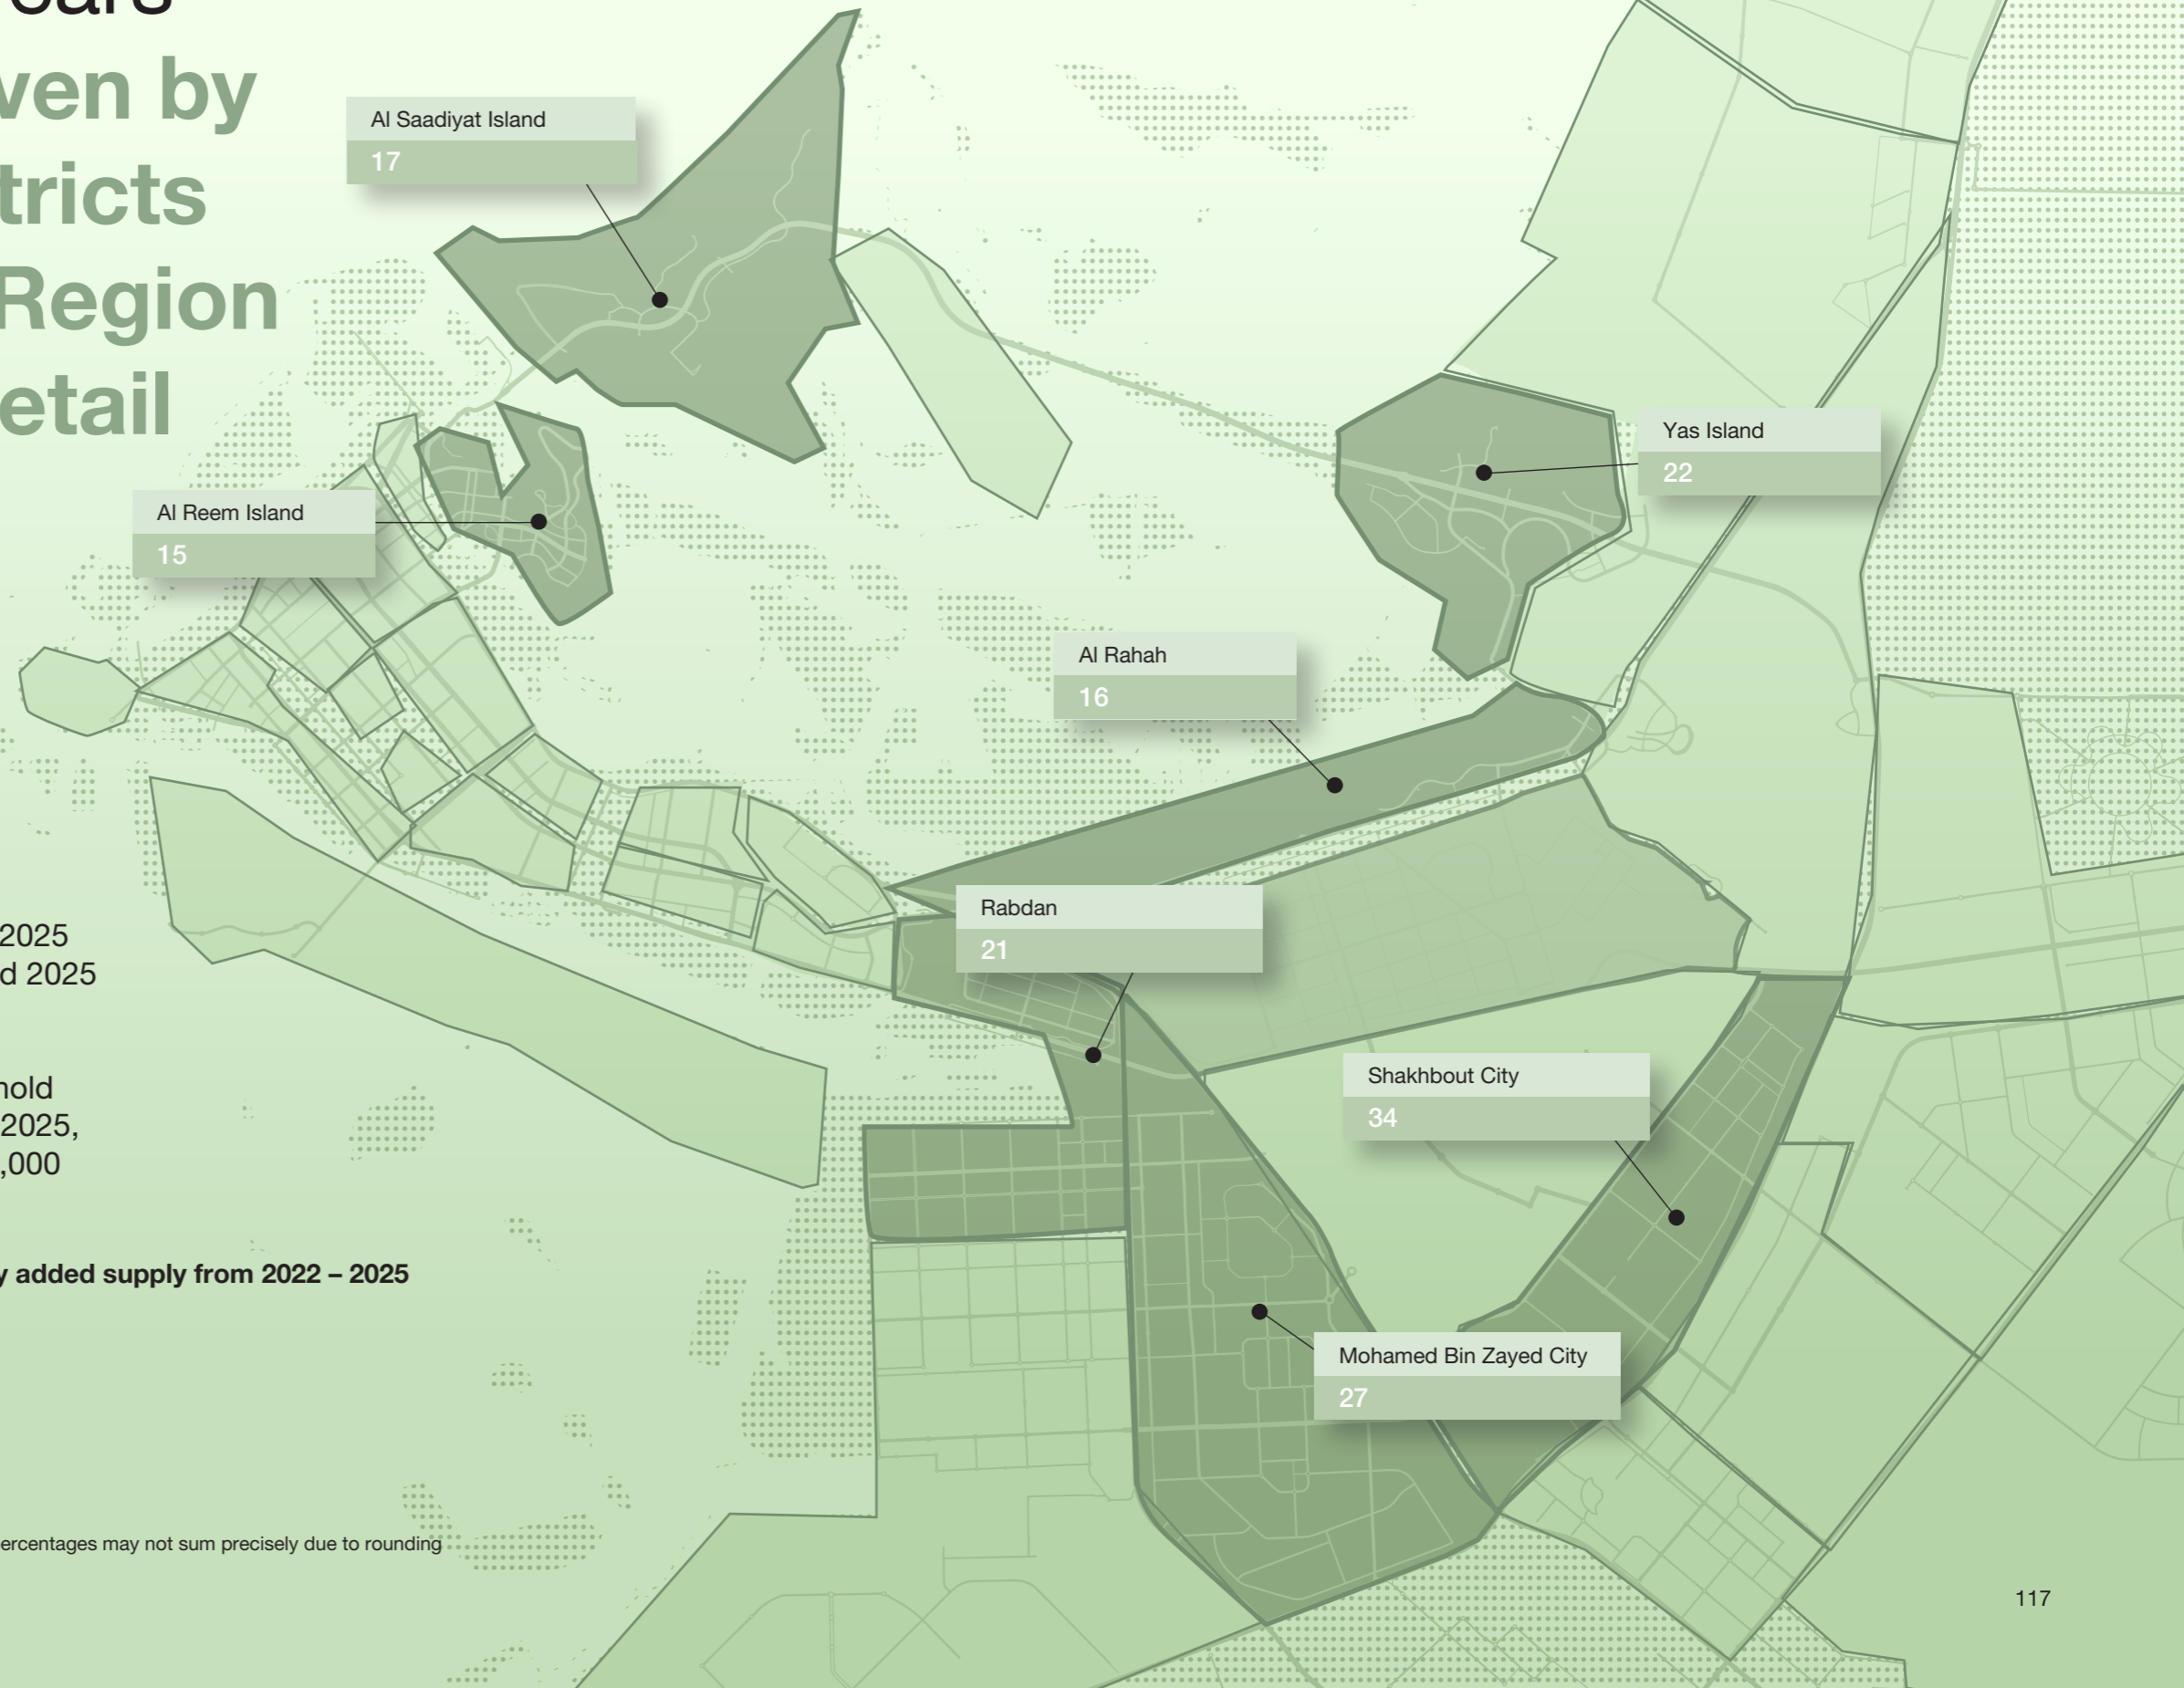 ven by
tricts
Region
etail
Al Saadiyat Island
17
Yas Island
22
Al Reem Island
15
Al Rahah
16
Rabdan
21
Shakhbout City
34
Mohamed Bin Zayed City
27
2025
d 2025
hold
2025,
,000
y added supply from 2022 – 2025
ercentages may not sum precisely due to rounding
117